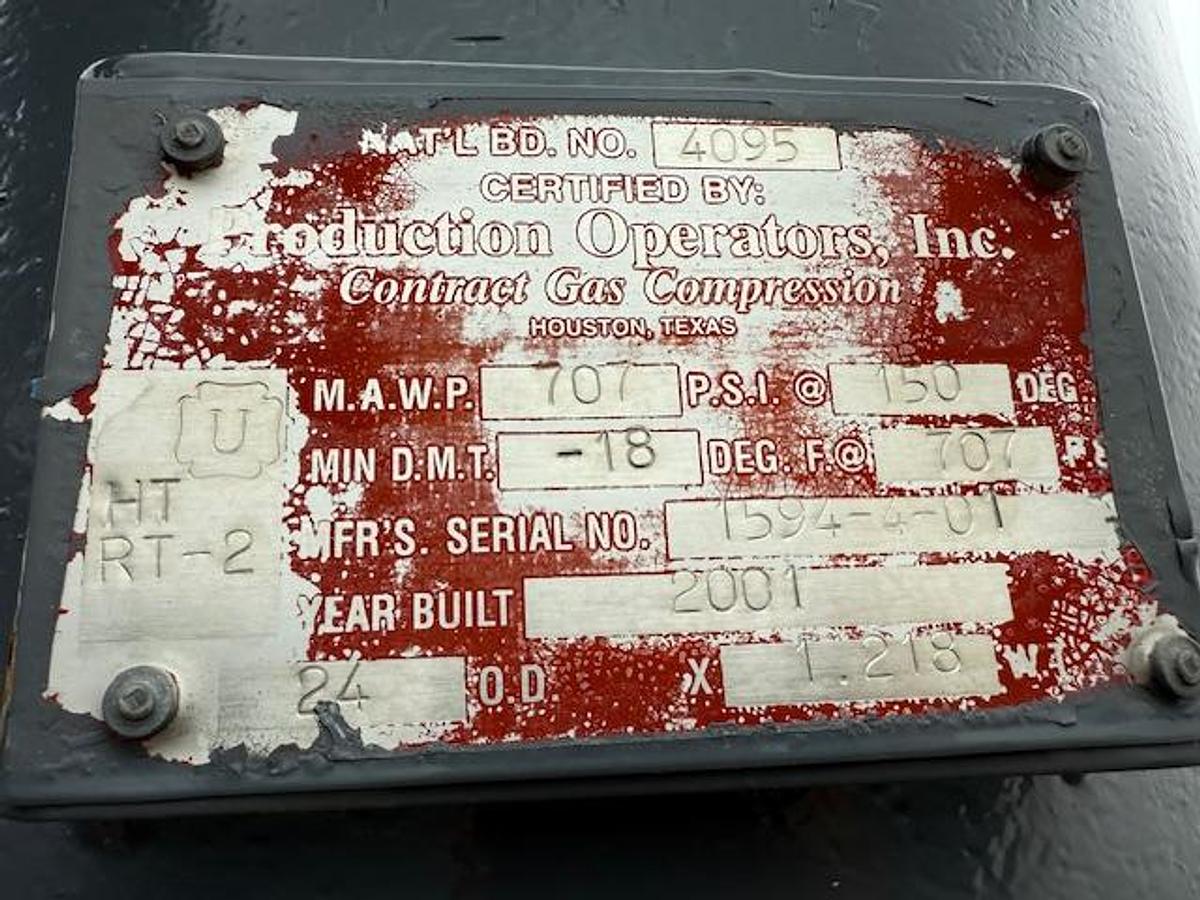 NAT'L BD. NO. 4095
CERTIFIED BY:
Production Operators, Inc.
Contract Gas Compression
HOUSTON, TEXAS
U
HT
RT-2
M.A.W.P. 707 P.S.I. @ 150 DEG.
MIN D.M.T. -18 DEG. F.@ 707
MFR'S. SERIAL NO. 1594-4-01
YEAR BUILT 2001
24 O.D X 1.218